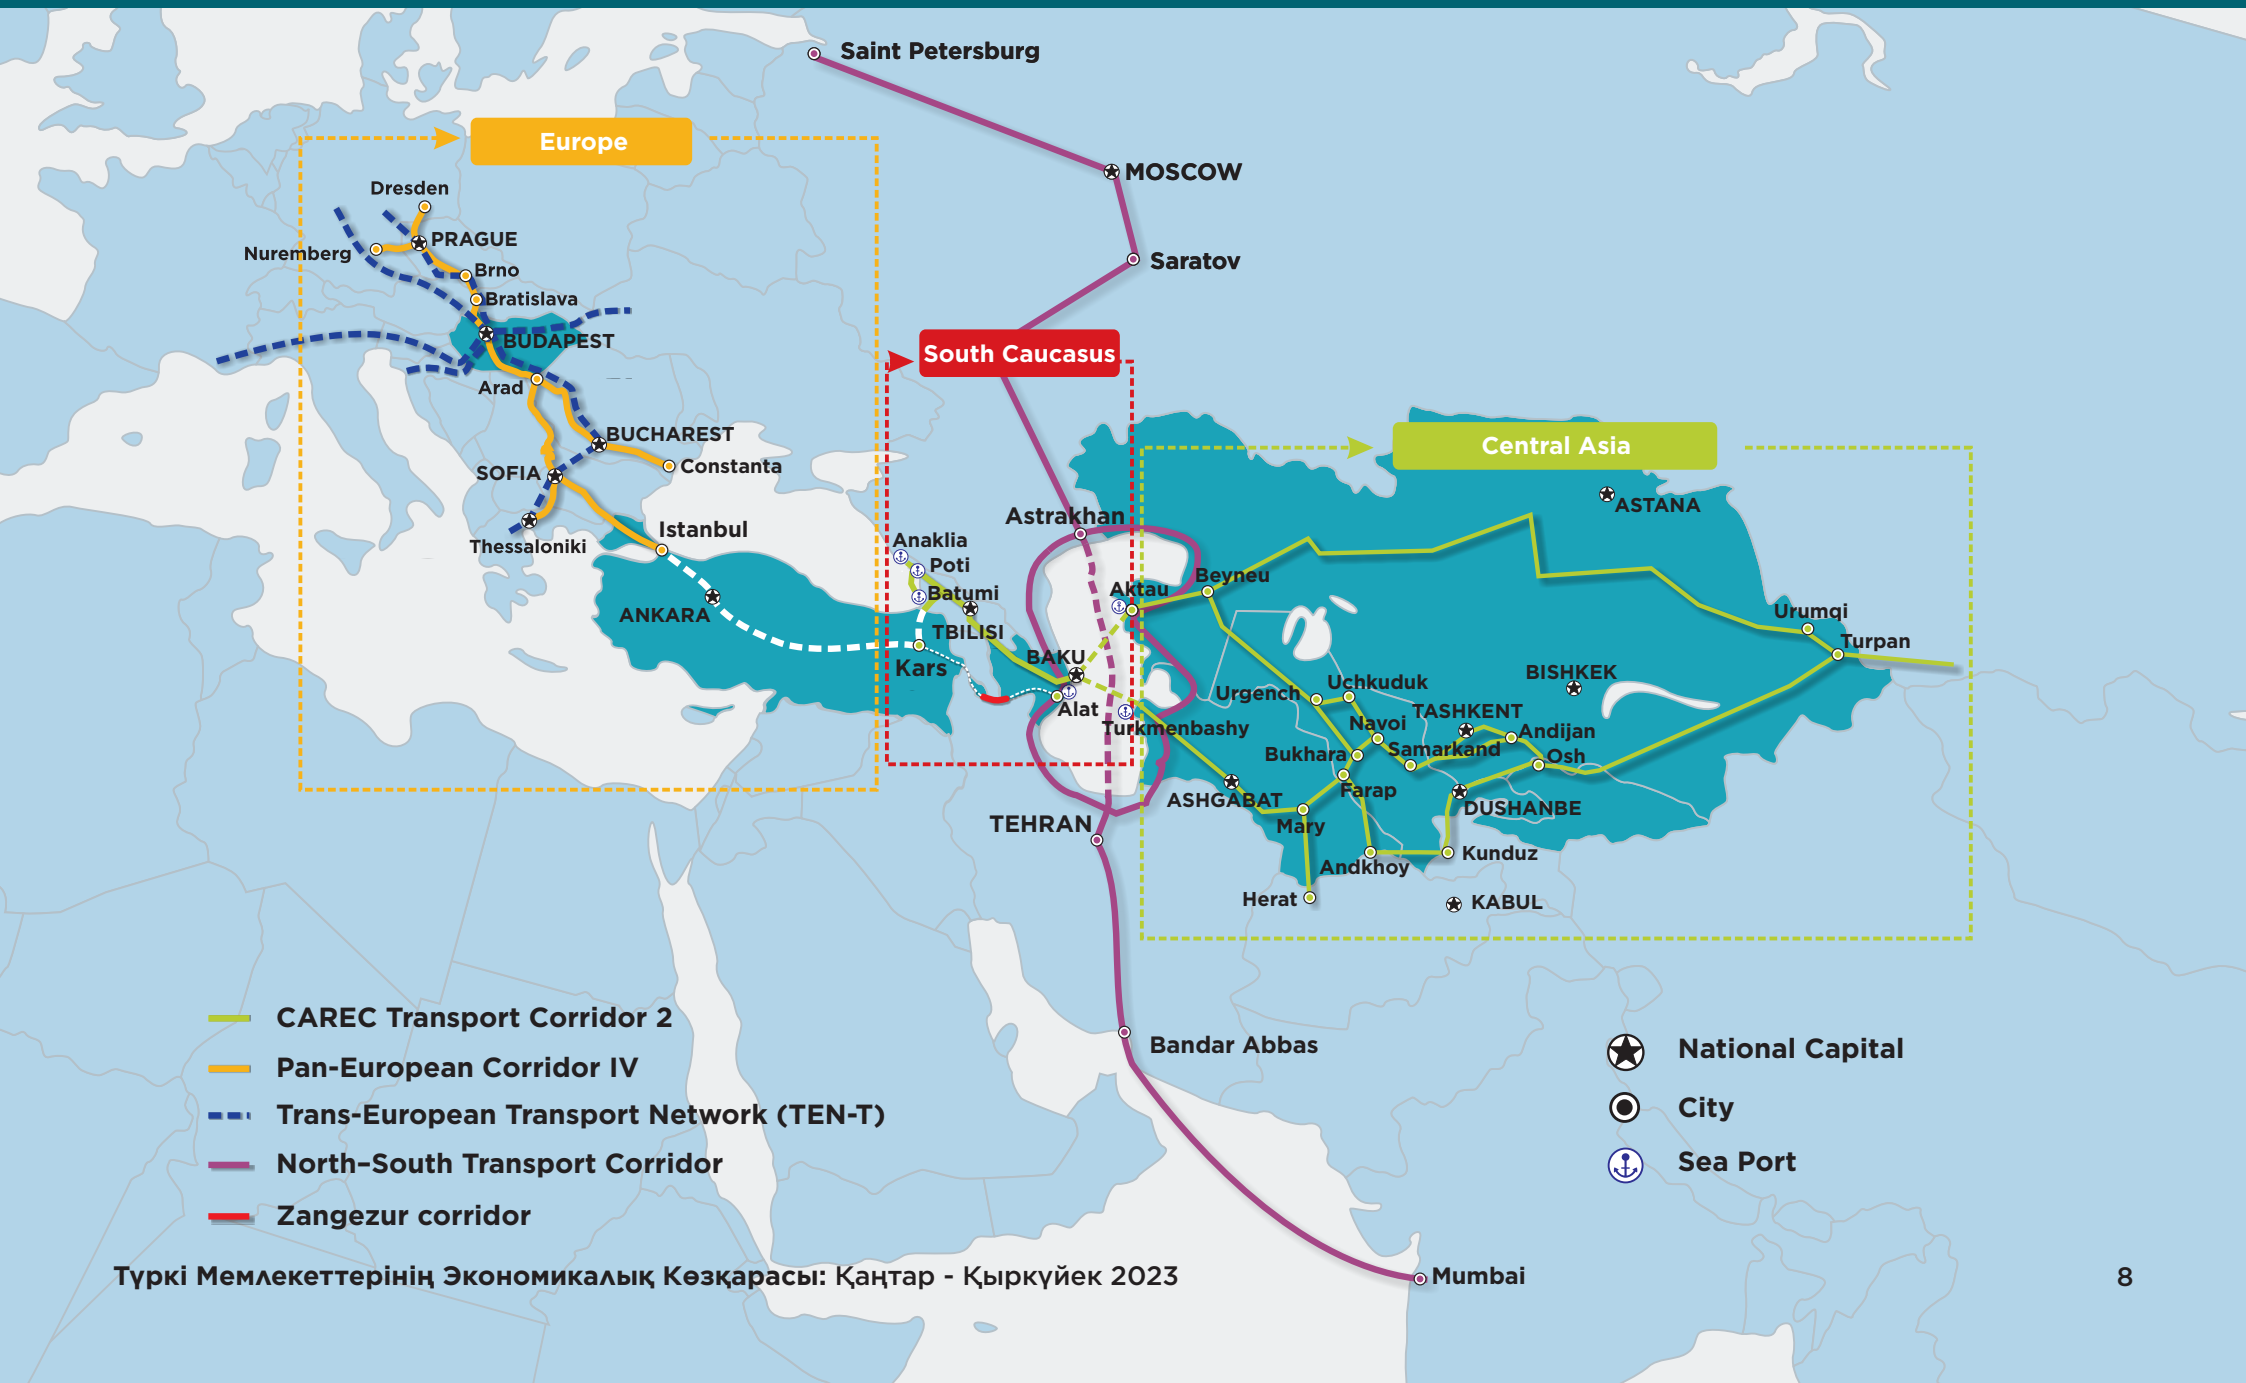 Saint Petersburg
MOSCOW
Saratov
Europe
Dresden
PRAGUE
Nuremberg
Brno
Bratislava
BUDAPEST
Arad
BUCHAREST
Constanta
SOFIA
Thessaloniki
Istanbul
ANKARA
South Caucasus
Astrakhan
Anaklia
Poti
Batumi
TBILISI
Kars
BAKU
Alat
Central Asia
ASTANA
Aktau
Beyneu
Urumqi
Turpan
BISHKEK
Urgench
Uchkuduk
TASHKENT
Navoi
Andijan
Turkmenbashy
Bukhara
Samarkand
Osh
ASHGABAT
Farap
DUSHANBE
Mary
Andkhoy
Kunduz
Herat
KABUL
TEHRAN
Bandar Abbas
Mumbai
CAREC Transport Corridor 2
Pan-European Corridor IV
Trans-European Transport Network (TEN-T)
North–South Transport Corridor
Zangezur corridor
National Capital
City
Sea Port
Түркі Мемлекеттерінің Экономикалық Көзқарасы: Қаңтар - Қыркүйек 2023
8